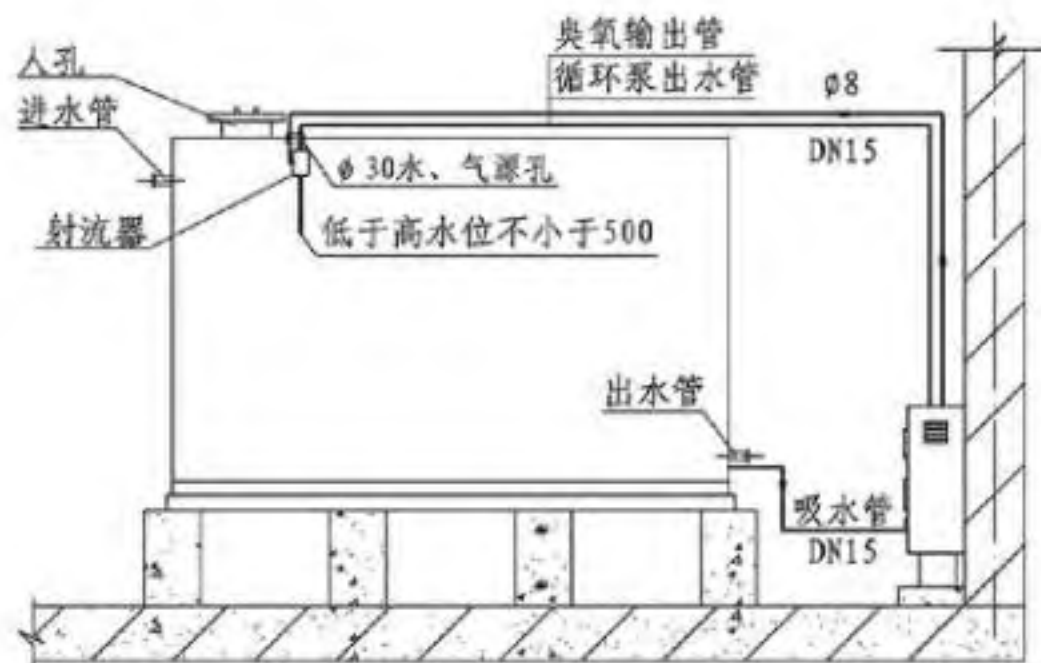 臭氧输出管
人孔
循环泵出水管
ø8
进水管
DN15
ø30水、气源孔
射流器
低于高水位不小于500
出水管
吸水管
DN15